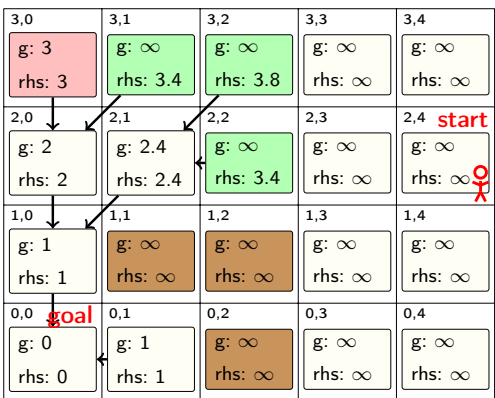 3,0 3,1 3,2 3,3 3,4
g: 3 g: ∞ g: ∞ g: ∞ g: ∞
rhs: 3 rhs: 3.4 rhs: 3.8 rhs: ∞ rhs: ∞
2,0 2,1 2,2 2,3 2,4 start
g: 2 g: 2.4 g: ∞ g: ∞ g: ∞
rhs: 2 rhs: 2.4 rhs: 3.4 rhs: ∞ rhs: ∞
1,0 1,1 1,2 1,3 1,4
g: 1 g: ∞ g: ∞ g: ∞ g: ∞
rhs: 1 rhs: ∞ rhs: ∞ rhs: ∞ rhs: ∞
0,0 goal 0,1 0,2 0,3 0,4
g: 0 g: 1 g: ∞ g: ∞ g: ∞
rhs: 0 rhs: 1 rhs: ∞ rhs: ∞ rhs: ∞